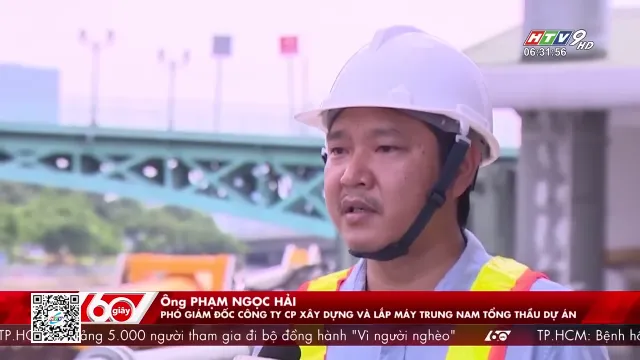 HTV9 HD
06:31:56
60 giây
Ông PHẠM NGỌC HẢI
PHÓ GIÁM ĐỐC CÔNG TY CP XÂY DỰNG VÀ LẮP MÁY TRUNG NAM TỔNG THẦU DỰ ÁN
TP.HCM: ăng 5.000 người tham gia đi bộ đồng hành "Vì người nghèo" 60 TP.HCM: Bệnh h